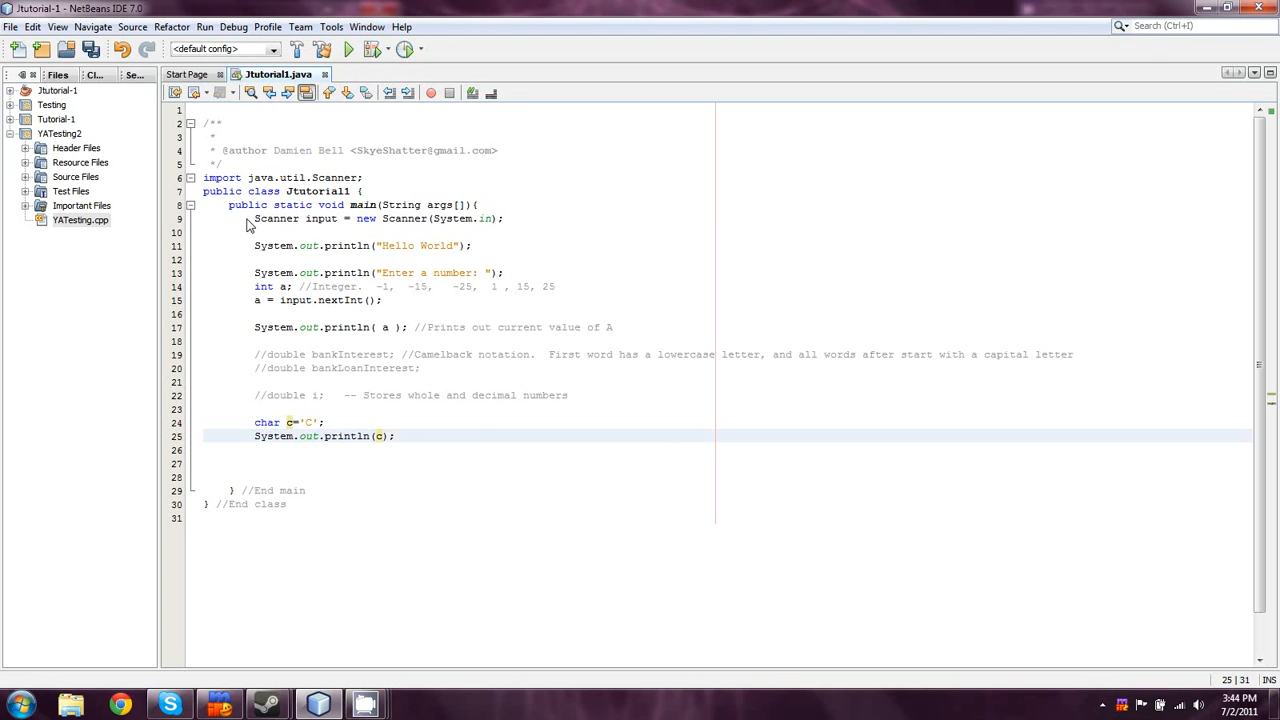 Jtutorial-1 - NetBeans IDE 7.0
File Edit View Navigate Source Refactor Run Debug Profile Team Tools Window Help
Search (Ctrl+I)
<default config>
Files Cl... Se...
Start Page Jtutorial1.java
Jtutorial-1
Testing
Tutorial-1
YATesting2
Header Files
Resource Files
Source Files
Test Files
Important Files
YATesting.cpp
1
2 /**
3 *
4 * @author Damien Bell <SkyeShatter@gmail.com>
5 */
6 import java.util.Scanner;
7 public class Jtutorial1 {
8 public static void main(String args[]){
9 Scanner input = new Scanner(System.in);
10
11 System.out.println("Hello World");
12
13 System.out.println("Enter a number: ");
14 int a; //Integer. -1, -15, -25, 1 , 15, 25
15 a = input.nextInt();
16
17 System.out.println( a ); //Prints out current value of A
18
19 //double bankInterest; //Camelback notation. First word has a lowercase letter, and all words after start with a capital letter
20 //double bankLoanInterest;
21
22 //double i; -- Stores whole and decimal numbers
23
24 char c='C';
25 System.out.println(c);
26
27
28
29 } //End main
30 } //End class
31
25 | 31 INS
3:44 PM
7/2/2011